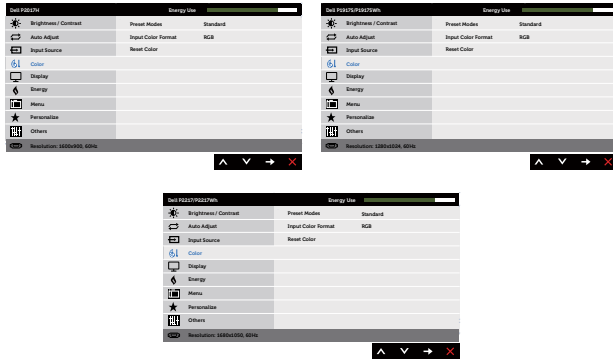 Dell P2017H Energy Use
Brightness / Contrast Preset Modes Standard
Auto Adjust Input Color Format RGB
Input Source Reset Color
Color
Display
Energy
Menu
Personalize
Others
Resolution: 1600x900, 60Hz
Dell P1917S/P1917SWh Energy Use
Brightness / Contrast Preset Modes Standard
Auto Adjust Input Color Format RGB
Input Source Reset Color
Color
Display
Energy
Menu
Personalize
Others
Resolution: 1280x1024, 60Hz
Dell P2217/P2217Wh Energy Use
Brightness / Contrast Preset Modes Standard
Auto Adjust Input Color Format RGB
Input Source Reset Color
Color
Display
Energy
Menu
Personalize
Others
Resolution: 1680x1050, 60Hz